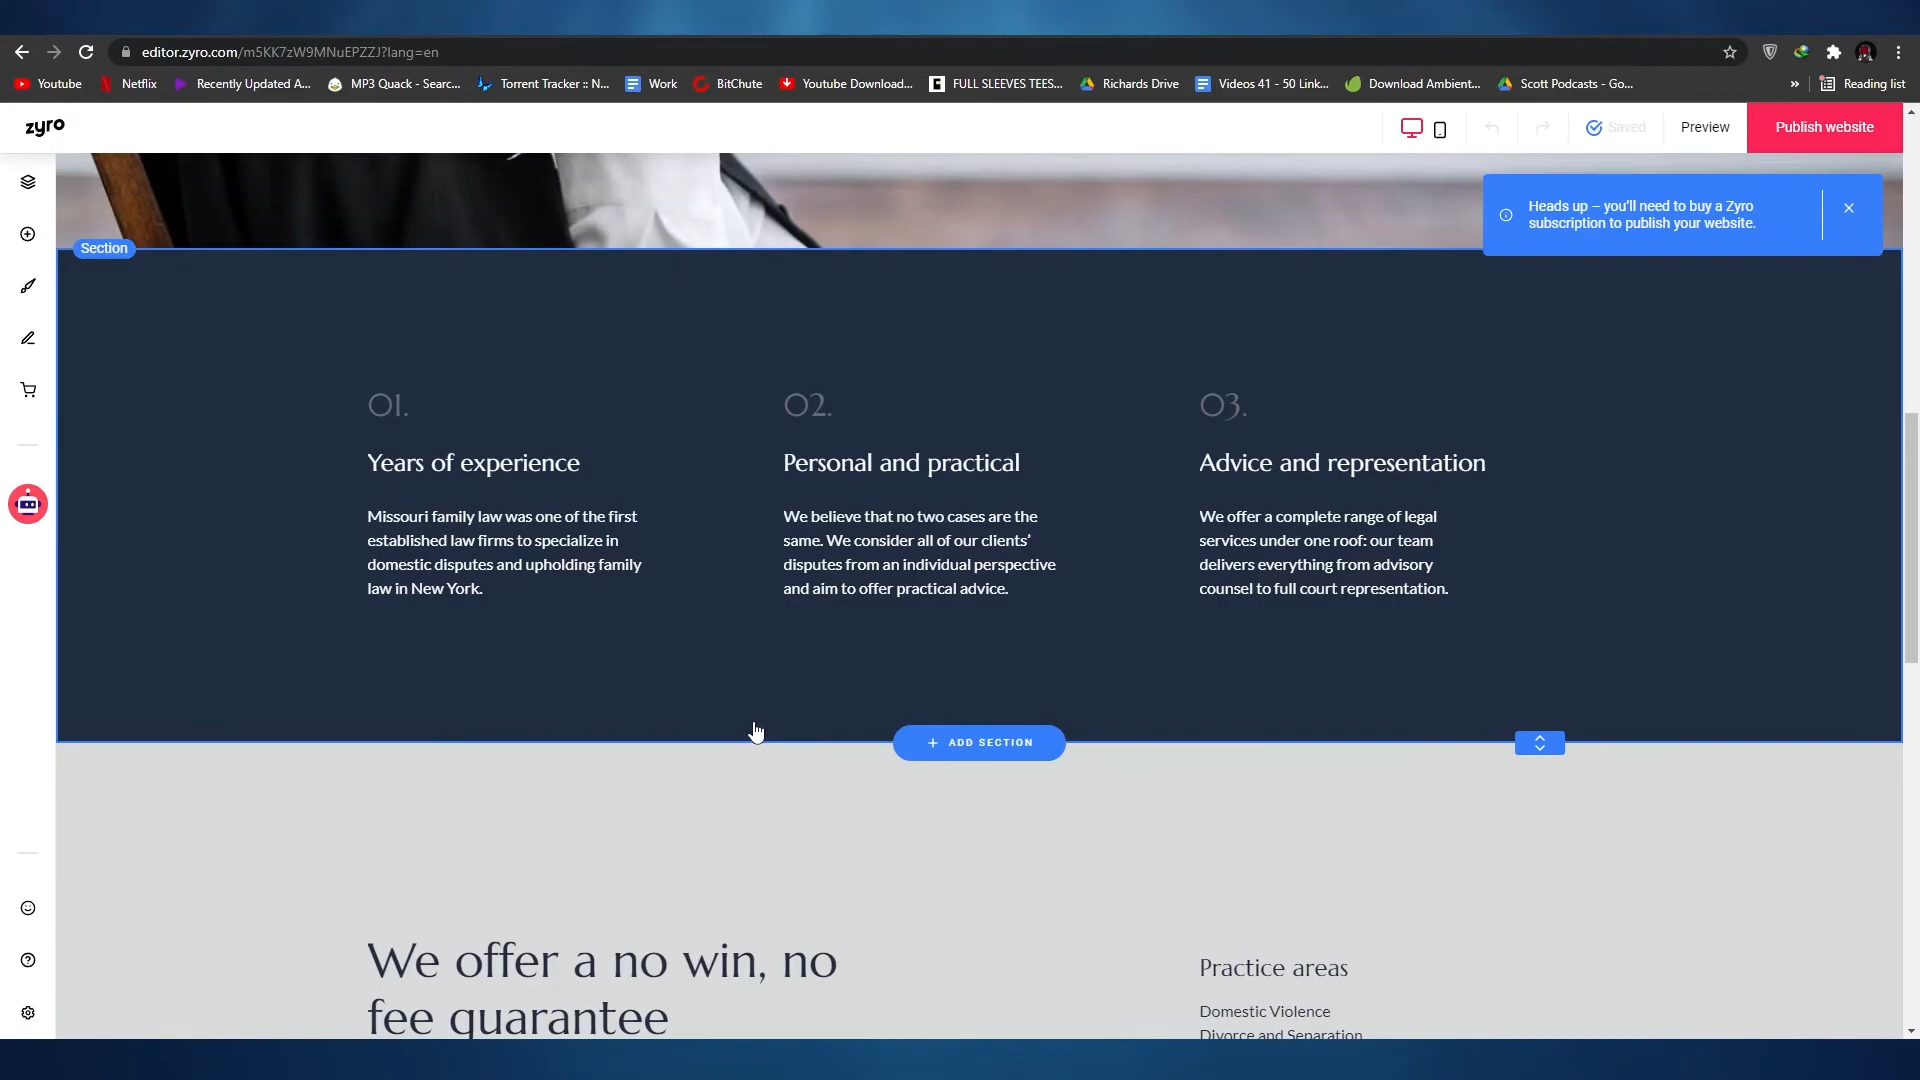 editor.zyro.com/m5KK7zW9MNuEPZZJ?lang=en
Youtube
Netflix
Recently Updated A...
MP3 Quack - Searc...
Torrent Tracker :: N...
Work
BitChute
Youtube Download...
FULL SLEEVES TEES...
Richards Drive
Videos 41 - 50 Link...
Download Ambient...
Scott Podcasts - Go...
»
Reading list
zyro
Saved
Preview
Publish website
Heads up – you'll need to buy a Zyro
subscription to publish your website.
Section
01.
02.
03.
Years of experience
Personal and practical
Advice and representation
Missouri family law was one of the first
established law firms to specialize in
domestic disputes and upholding family
law in New York.
We believe that no two cases are the
same. We consider all of our clients’
disputes from an individual perspective
and aim to offer practical advice.
We offer a complete range of legal
services under one roof: our team
delivers everything from advisory
counsel to full court representation.
+ ADD SECTION
We offer a no win, no
fee guarantee
Practice areas
Domestic Violence
Divorce and Separation